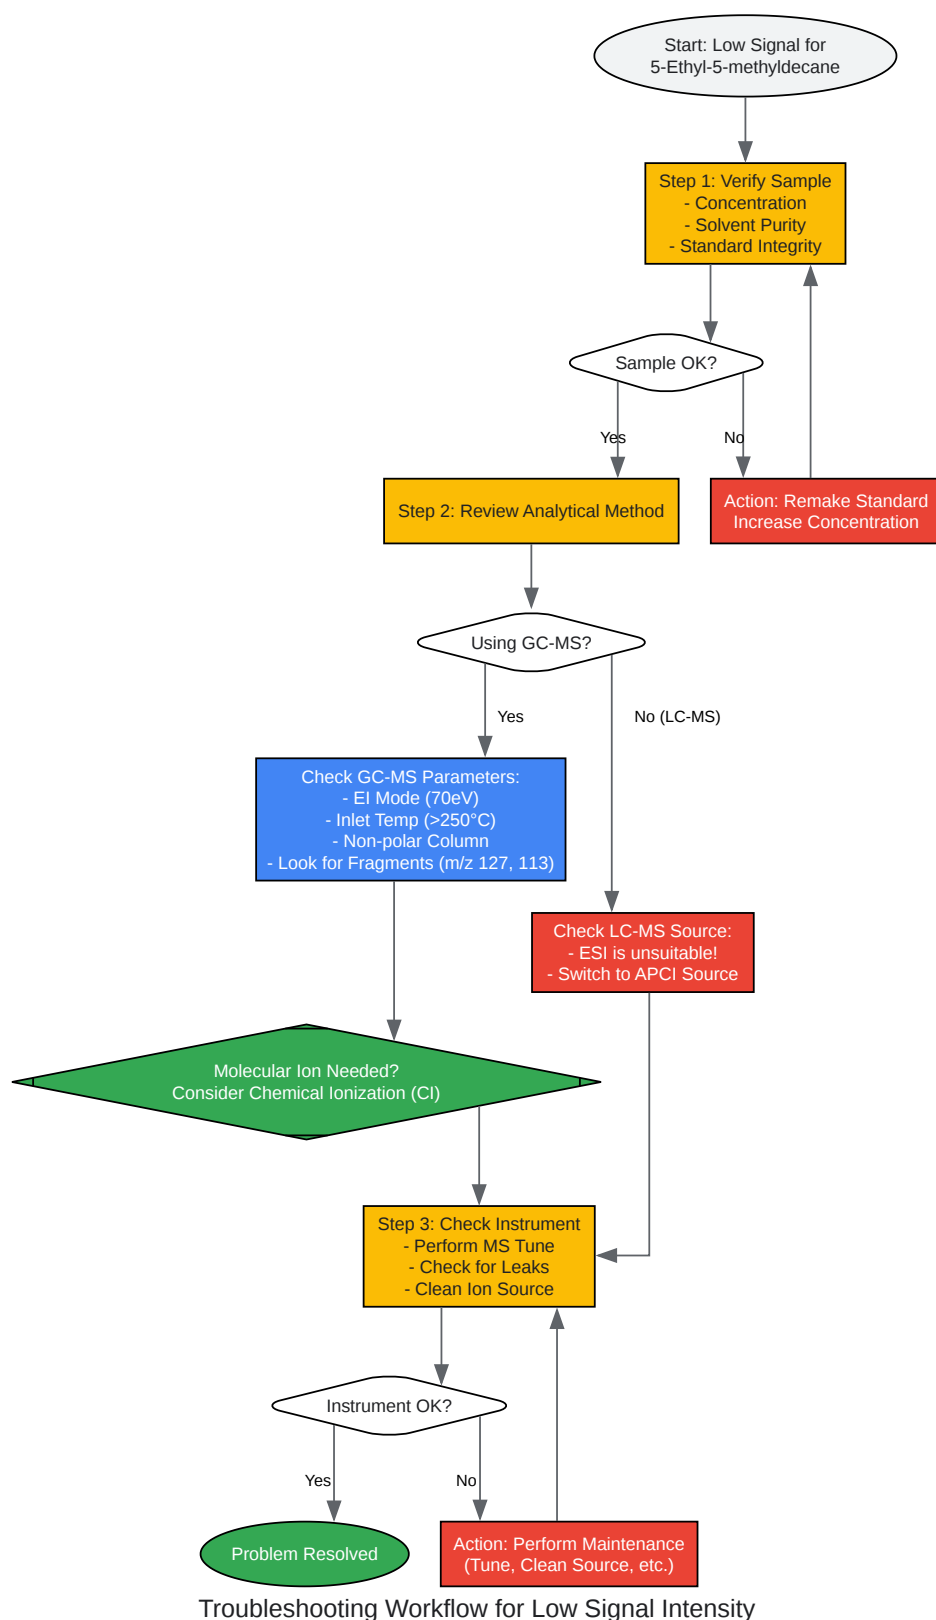 Start: Low Signal for
5-Ethyl-5-methyldecane
Step 1: Verify Sample
- Concentration
- Solvent Purity
- Standard Integrity
Sample OK?
Yes
No
Step 2: Review Analytical Method
Action: Remake Standard
Increase Concentration
Using GC-MS?
Yes
No (LC-MS)
Check GC-MS Parameters:
- EI Mode (70eV)
- Inlet Temp (>250°C)
- Non-polar Column
- Look for Fragments (m/z 127, 113)
Check LC-MS Source:
- ESI is unsuitable!
- Switch to APCI Source
Molecular Ion Needed?
Consider Chemical Ionization (CI)
Step 3: Check Instrument
- Perform MS Tune
- Check for Leaks
- Clean Ion Source
Instrument OK?
Yes
No
Problem Resolved
Action: Perform Maintenance
(Tune, Clean Source, etc.)
Troubleshooting Workflow for Low Signal Intensity